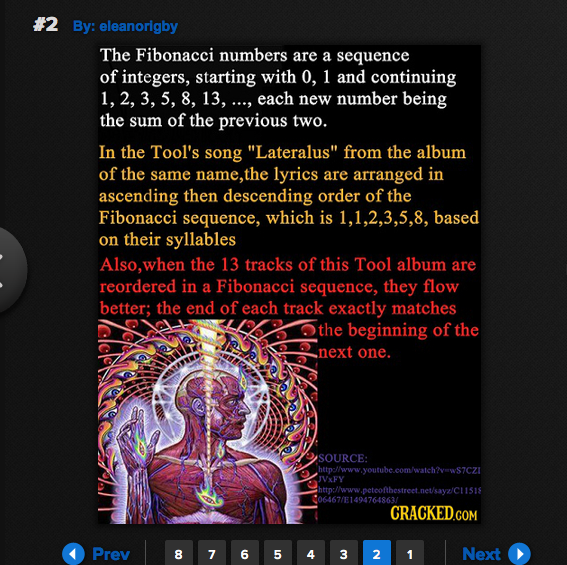 #2 By: eleanorigby
The Fibonacci numbers are a sequence
of integers, starting with 0, 1 and continuing
1, 2, 3, 5, 8, 13, ..., each new number being
the sum of the previous two.
In the Tool's song "Lateralus" from the album
of the same name,the lyrics are arranged in
ascending then descending order of the
Fibonacci sequence, which is 1,1,2,3,5,8, based
on their syllables
Also,when the 13 tracks of this Tool album are
reordered in a Fibonacci sequence, they flow
better; the end of each track exactly matches
the beginning of the
next one.
SOURCE:
http://www.youtube.com/watch?v=wS7CZI
JVxFY
http://www.peteofthestreet.net/sayz/C11518
06467/E1494764863/
CRACKED.COM
Prev 8 7 6 5 4 3 2 1 Next